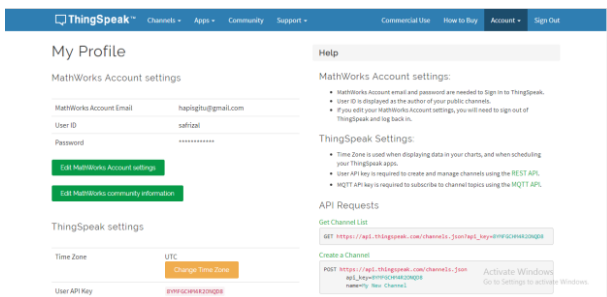 ThingSpeak™ Channels Apps Community Support Commercial Use How to Buy Account Sign Out
My Profile
MathWorks Account settings
MathWorks Account Email hapisgitu@gmail.com
User ID safrizal
Password ************
Edit MathWorks Account settings
Edit MathWorks community information
ThingSpeak settings
Time Zone UTC
Change Time Zone
User API Key
Help
MathWorks Account settings:
• MathWorks Account email and password are needed to Sign In to ThingSpeak.
• User ID is displayed as the author of your public channels.
• If you edit your MathWorks Account settings, you will need to sign out of
ThingSpeak and log back in.
ThingSpeak Settings:
• Time Zone is used when displaying data in your charts, and when scheduling
your ThingSpeak apps.
• User API key is required to create and manage channels using the REST API.
• MQTT API key is required to subscribe to channel topics using the MQTT API.
API Requests
Get Channel List
GET https://api.thingspeak.com/channels.json?api_key=
Create a Channel
POST https://api.thingspeak.com/channels.json
api_key=
name=My New Channel
Activate Windows
Go to Settings to activate Windows.